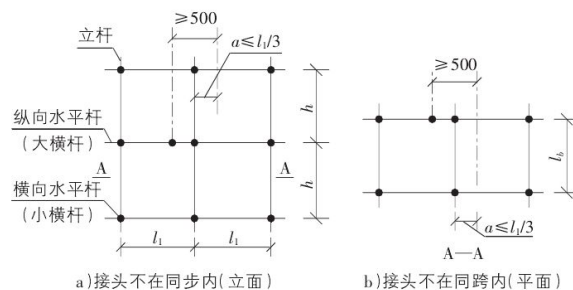 ≥500
立杆
a≤l₁/3
≥500
h
纵向水平杆
(大横杆)
A
A
l_b
横向水平杆
(小横杆)
h
l₁
l₁
a≤l₁/3
A—A
a)接头不在同步内(立面)
b)接头不在同跨内(平面)